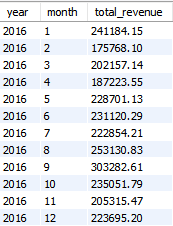 year month total_revenue
2016 1 241184.15
2016 2 175768.10
2016 3 202157.14
2016 4 187223.55
2016 5 228701.13
2016 6 231120.29
2016 7 222854.21
2016 8 253130.83
2016 9 303282.61
2016 10 235051.79
2016 11 205315.47
2016 12 223695.20